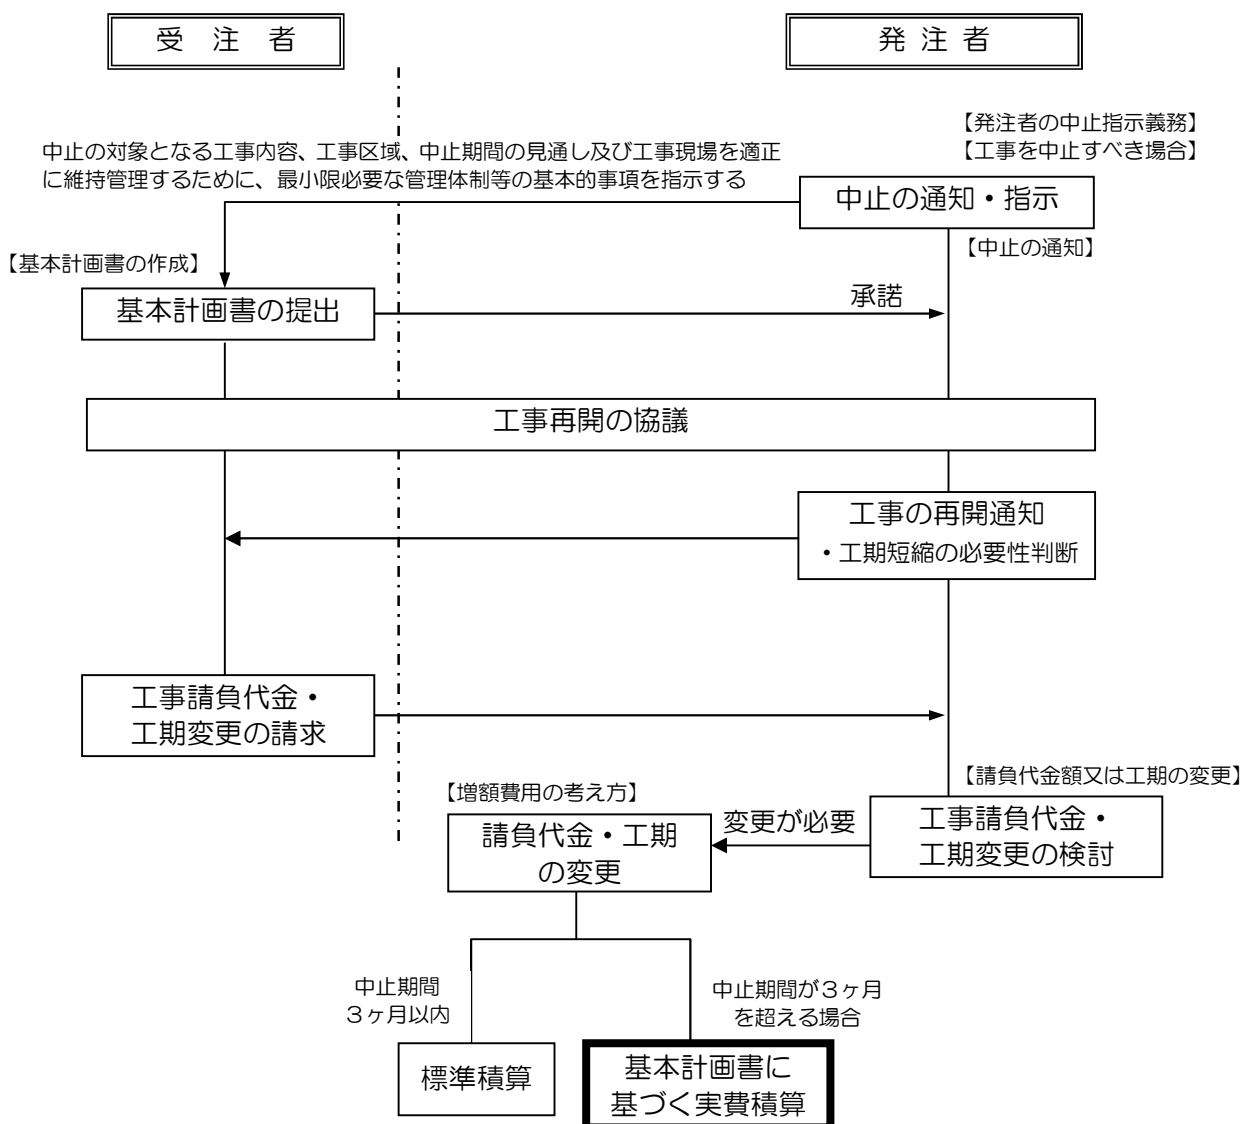 受 注 者
発 注 者
【発注者の中止指示義務】
【工事を中止すべき場合】
中止の対象となる工事内容、工事区域、中止期間の見通し及び工事現場を適正
に維持管理するために、最小限必要な管理体制等の基本的事項を指示する
中止の通知・指示
【中止の通知】
【基本計画書の作成】
基本計画書の提出
承諾
工事再開の協議
工事の再開通知
・工期短縮の必要性判断
工事請負代金・
工期変更の請求
【請負代金額又は工期の変更】
工事請負代金・
工期変更の検討
変更が必要
【増額費用の考え方】
請負代金・工期
の変更
中止期間
３ヶ月以内
中止期間が３ヶ月
を超える場合
標準積算
基本計画書に
基づく実費積算